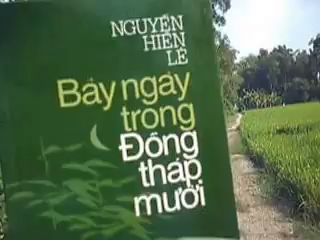 NGUYỄN
HIẾN
LÊ
Bảy ngày
trong
Đồng
tháp
mười